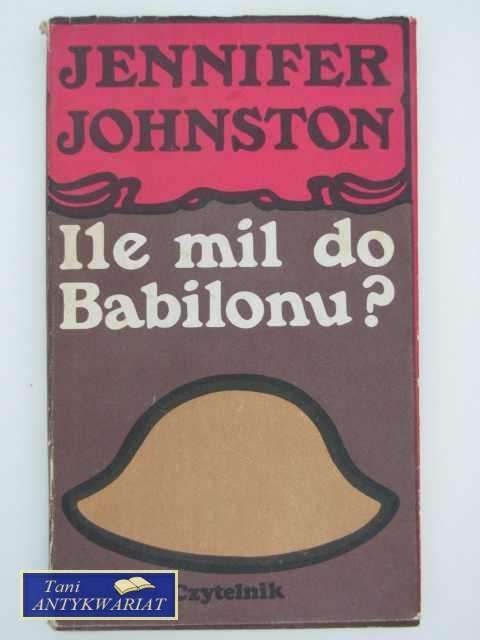 JENNIFER
JOHNSTON
Ile mil do
Babilonu?
Czytelnik
Tani
ANTYKWARIAT